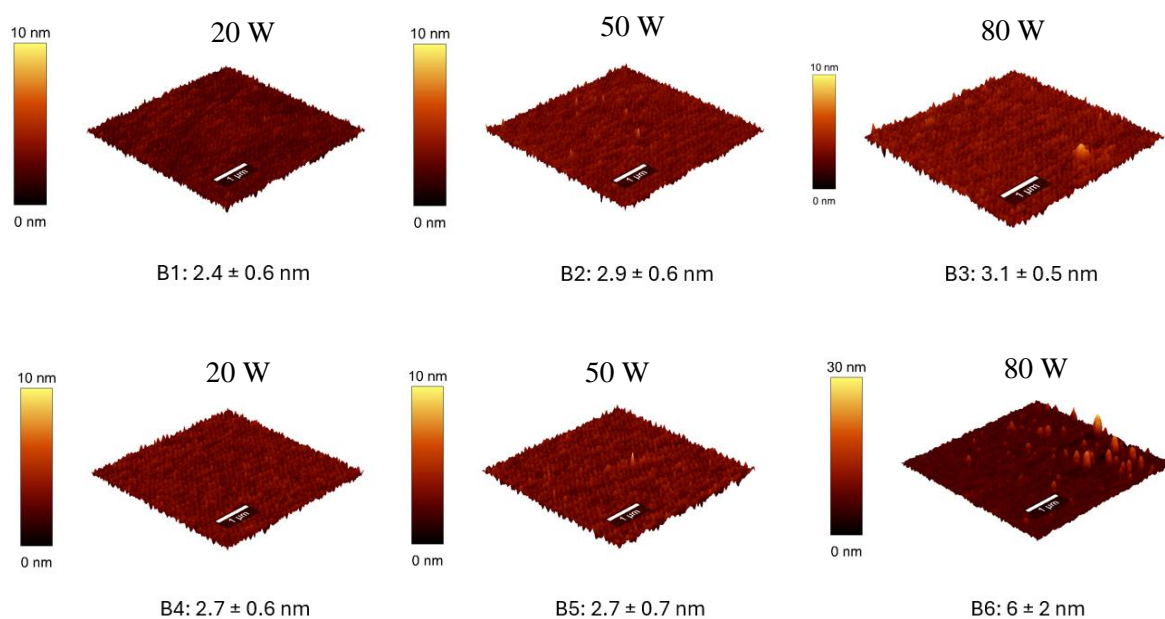 20 W
50 W
80 W
10 nm
0 nm
1 µm
10 nm
0 nm
1 µm
10 nm
0 nm
1 µm
B1: 2.4 ± 0.6 nm
B2: 2.9 ± 0.6 nm
B3: 3.1 ± 0.5 nm
20 W
50 W
80 W
10 nm
0 nm
1 µm
10 nm
0 nm
1 µm
30 nm
0 nm
1 µm
B4: 2.7 ± 0.6 nm
B5: 2.7 ± 0.7 nm
B6: 6 ± 2 nm